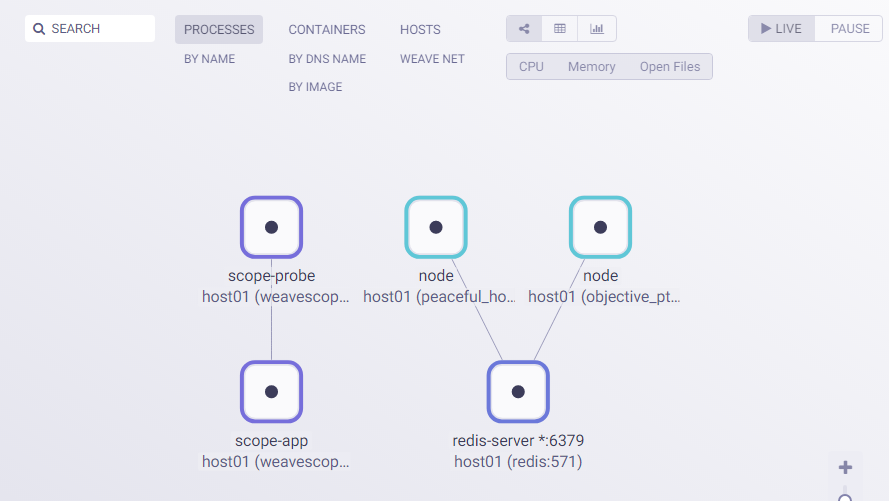 SEARCH
PROCESSES
CONTAINERS
HOSTS
BY NAME
BY DNS NAME
WEAVE NET
BY IMAGE
CPU Memory Open Files
LIVE PAUSE
scope-probe
host01 (weavescop...
node
host01 (peaceful_ho...
node
host01 (objective_pt...
scope-app
host01 (weavescop...
redis-server *:6379
host01 (redis:571)